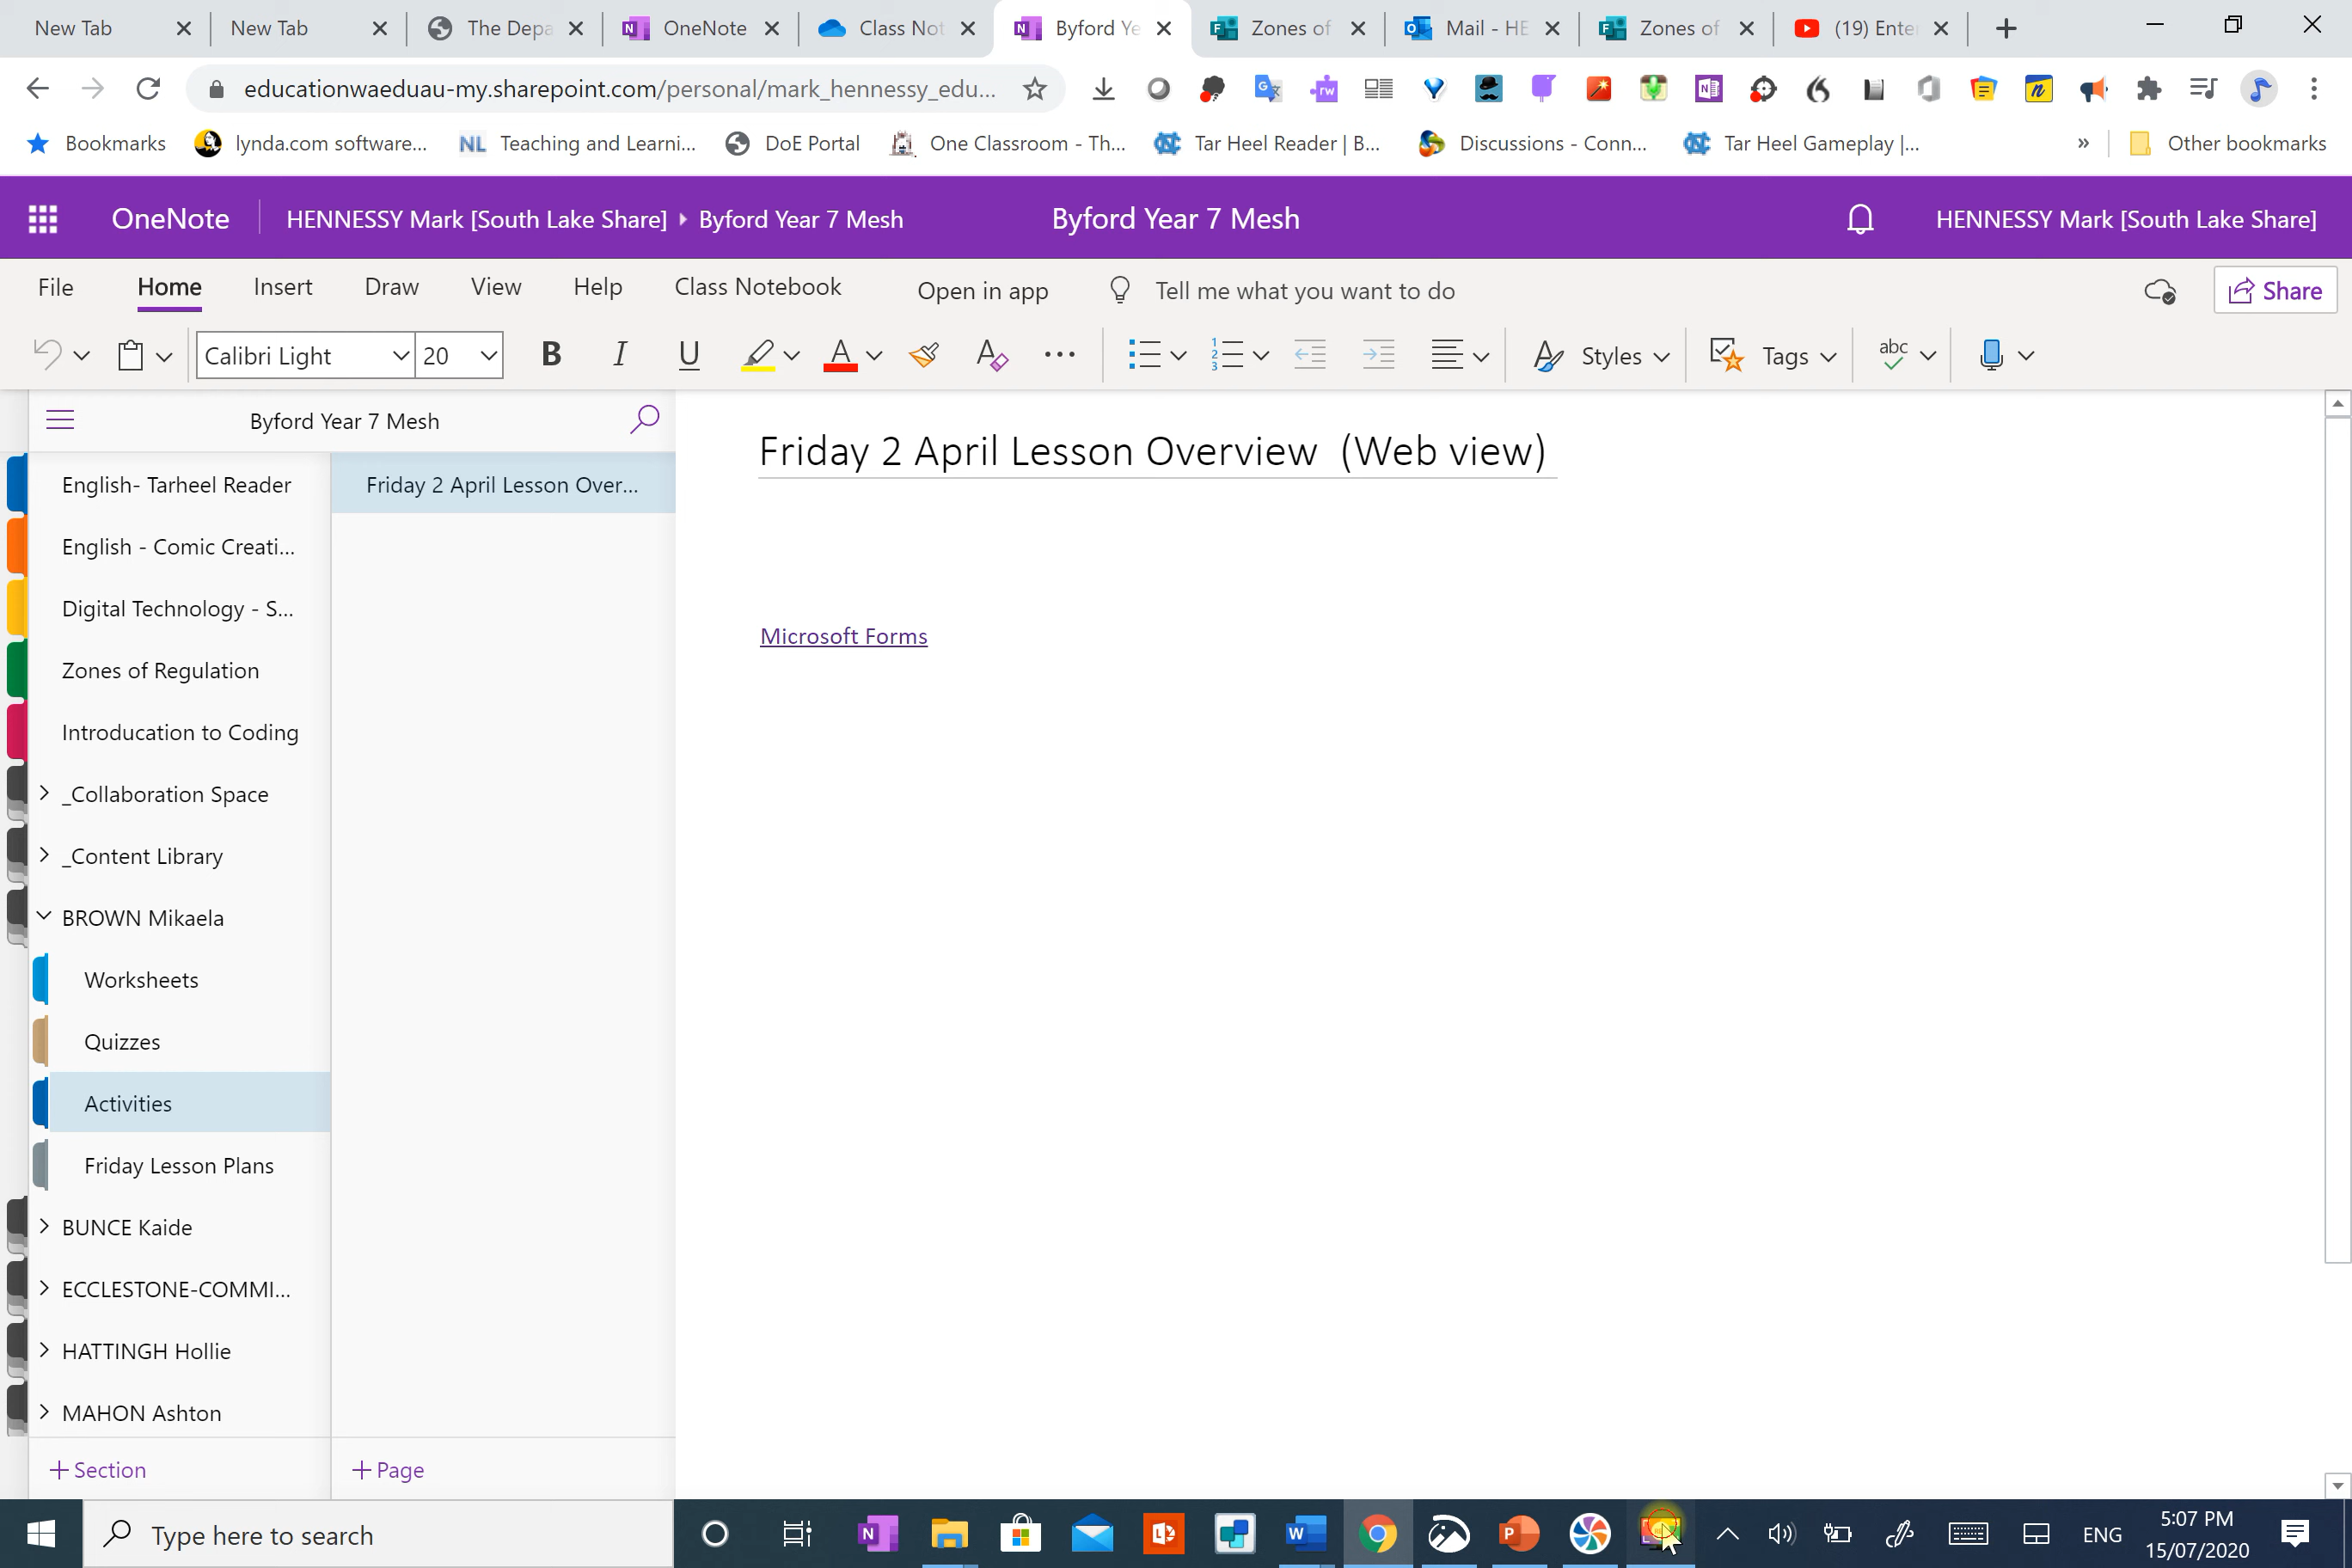 New Tab
New Tab
The Depa
OneNote
Class Not
Byford Ye
Zones of
Mail - HE
Zones of
(19) Ente
educationwaeduau-my.sharepoint.com/personal/mark_hennessy_edu...
Bookmarks
lynda.com software...
NL Teaching and Learni...
DoE Portal
One Classroom - Th...
Tar Heel Reader | B...
Discussions - Conn...
Tar Heel Gameplay |...
»
Other bookmarks
OneNote
HENNESSY Mark [South Lake Share]
Byford Year 7 Mesh
Byford Year 7 Mesh
HENNESSY Mark [South Lake Share]
File
Home
Insert
Draw
View
Help
Class Notebook
Open in app
Tell me what you want to do
Share
Calibri Light
20
B
I
U
Styles
Tags
abc
Byford Year 7 Mesh
English- Tarheel Reader
English - Comic Creati...
Digital Technology - S...
Zones of Regulation
Introducation to Coding
_Collaboration Space
_Content Library
BROWN Mikaela
Worksheets
Quizzes
Activities
Friday Lesson Plans
BUNCE Kaide
ECCLESTONE-COMMI...
HATTINGH Hollie
MAHON Ashton
+ Section
Friday 2 April Lesson Over...
+ Page
Friday 2 April Lesson Overview (Web view)
Microsoft Forms
Type here to search
ENG
5:07 PM
15/07/2020